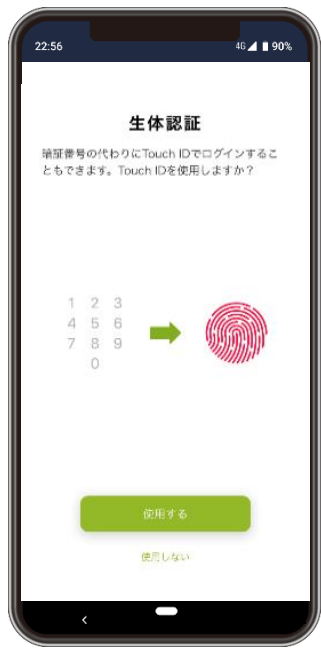 22:56
4G 90%
生体認証
暗証番号の代わりにTouch IDでログインするこ
ともできます。Touch IDを使用しますか？
1 2 3
4 5 6
7 8 9
0
使用する
使用しない